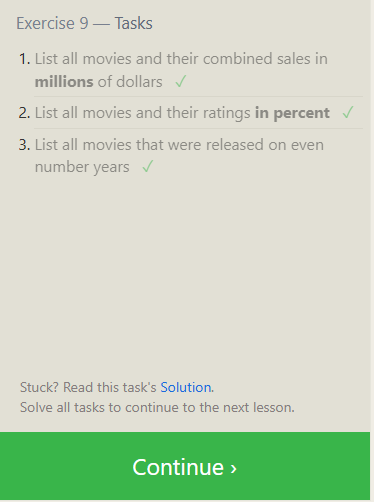 Exercise 9 — Tasks
1. List all movies and their combined sales in
millions of dollars ✓
2. List all movies and their ratings in percent ✓
3. List all movies that were released on even
number years ✓
Stuck? Read this task's Solution.
Solve all tasks to continue to the next lesson.
Continue ›